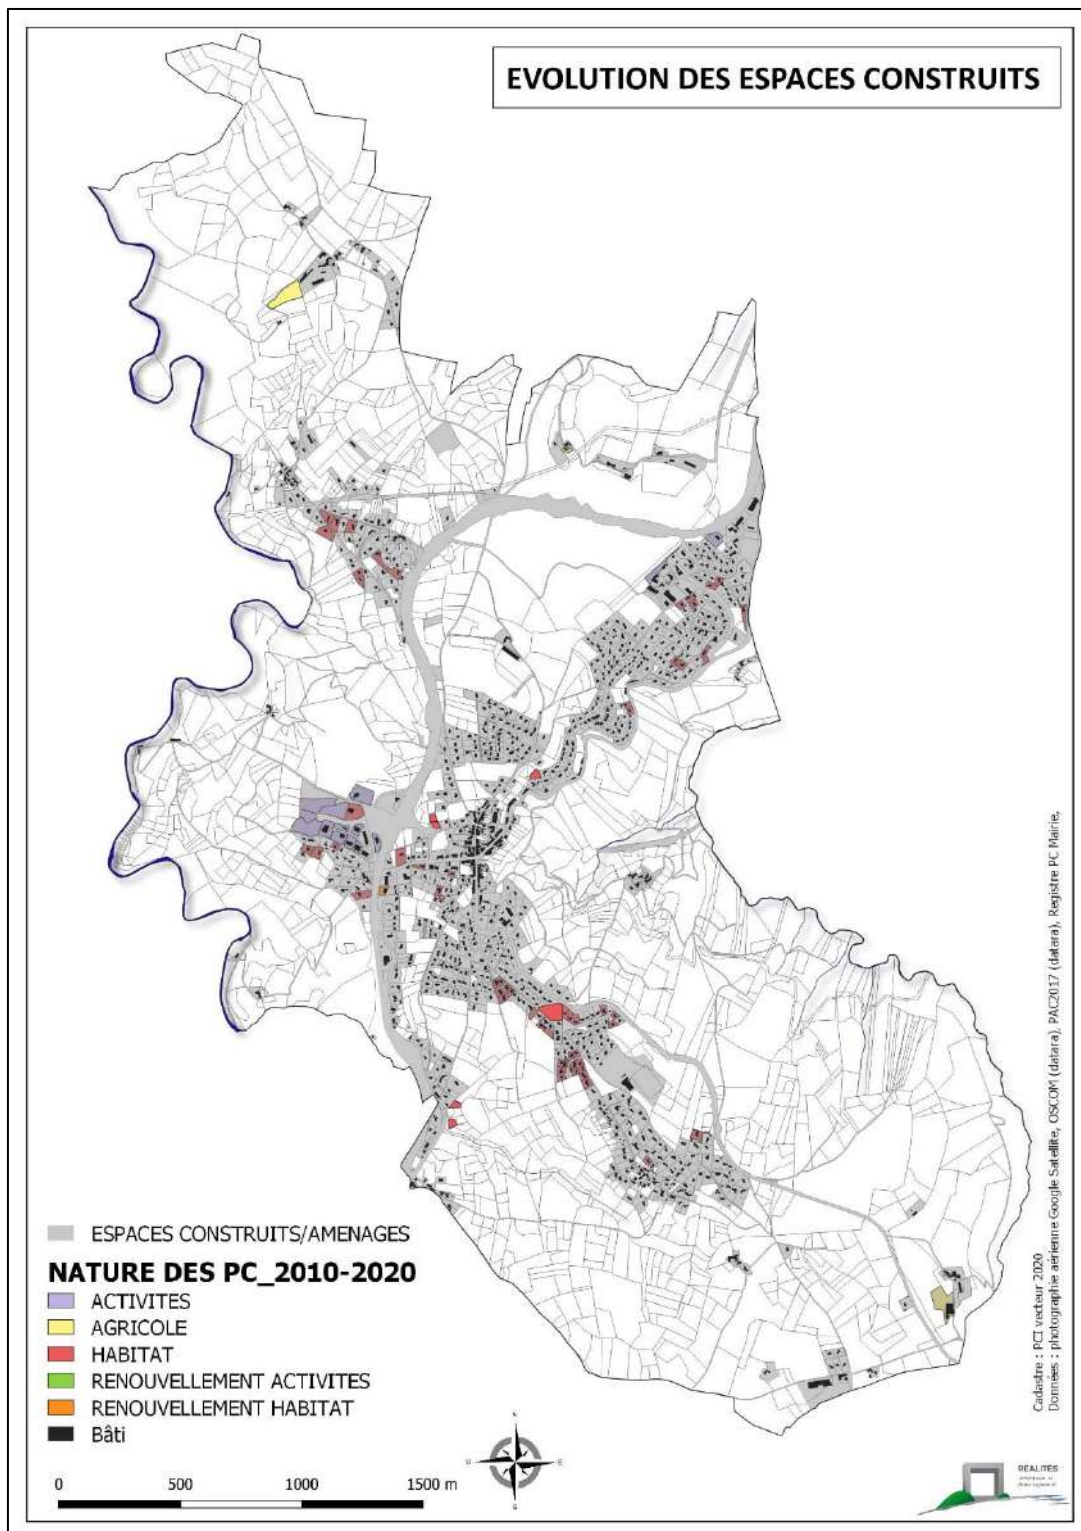 EVOLUTION DES ESPACES CONSTRUITS
ESPACES CONSTRUITS/AMENAGES
NATURE DES PC_2010-2020
ACTIVITES
AGRICOLE
HABITAT
RENOUVELLEMENT ACTIVITES
RENOUVELLEMENT HABITAT
Bâti
0 500 1000 1500 m
N
O
E
S
Cadastre : PCI vecteur 2020
Données : photographie aérienne Google Satellite, OSCOM (datara), PAC2017 (datara), Registre PC Mairie,
RÉALITÉS